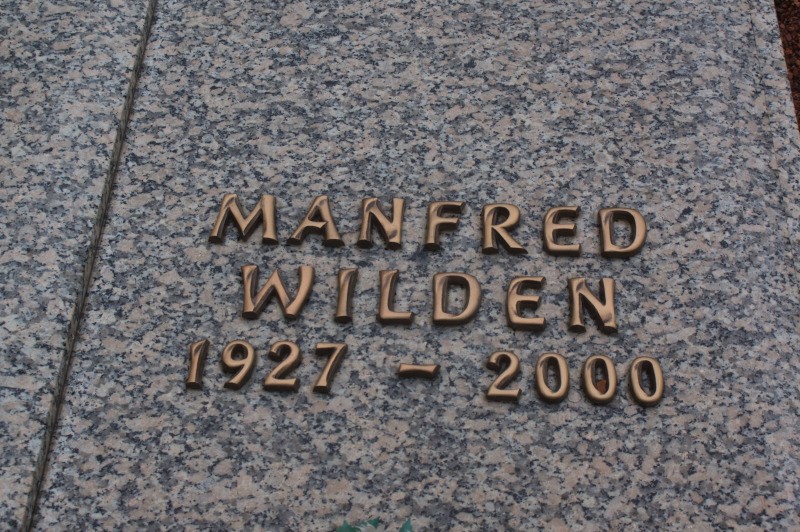 MANFRED
WILDEN
1927 – 2000